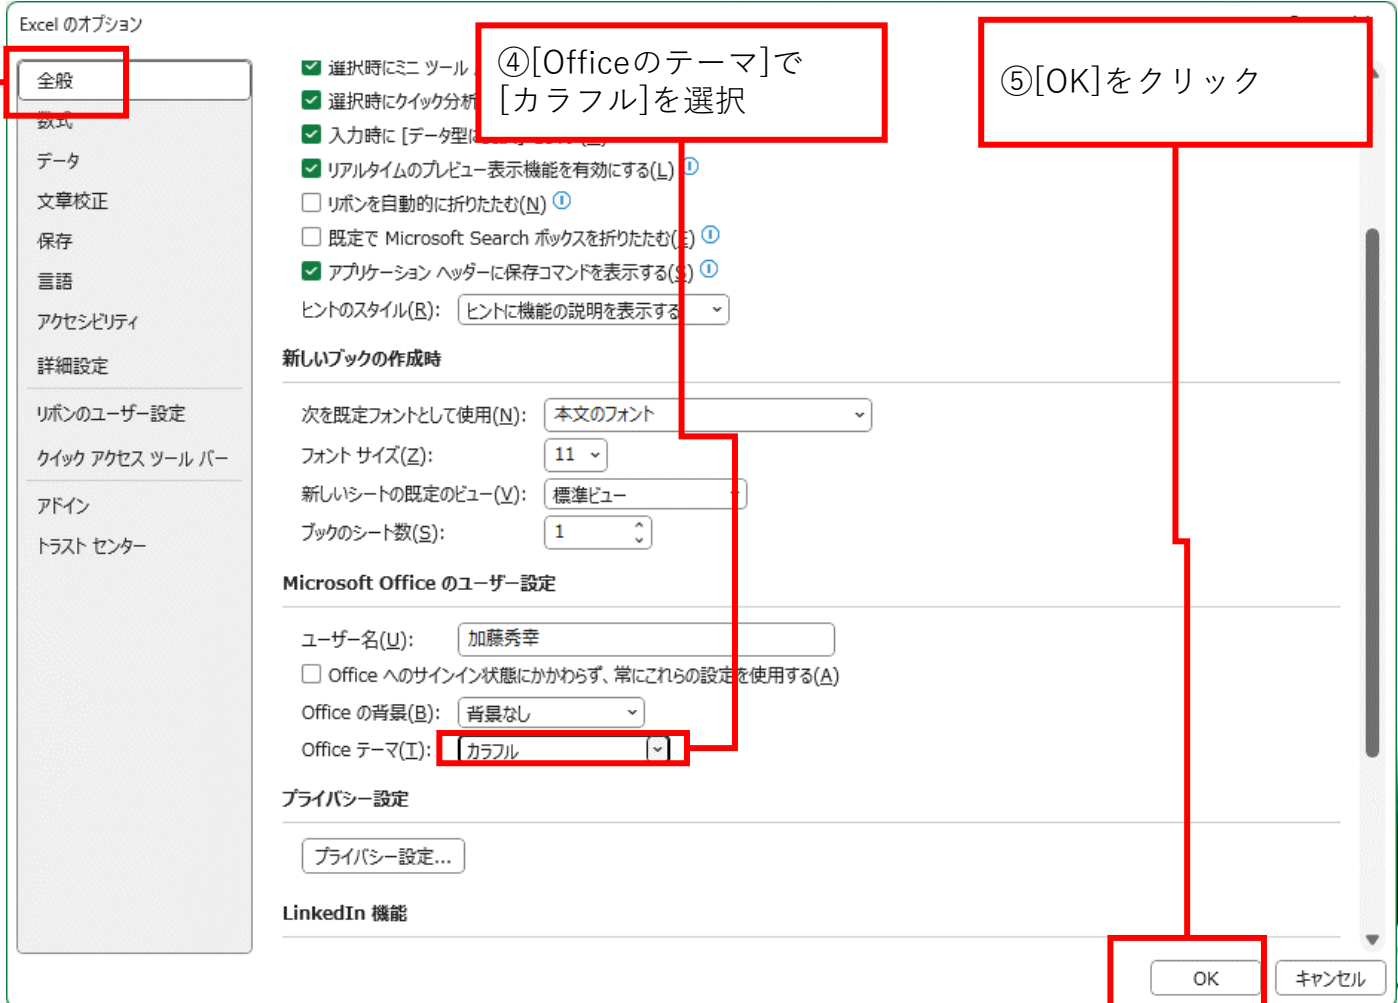 Excel のオプション
④[Officeのテーマ]で
[カラフル]を選択
⑤[OK]をクリック
全般
数式
データ
文章校正
保存
言語
アクセシビリティ
詳細設定
リボンのユーザー設定
クイック アクセス ツール バー
アドイン
トラスト センター
選択時にミニ ツール
選択時にクイック分析
入力時に [データ型
リアルタイムのプレビュー表示機能を有効にする(L)
リボンを自動的に折りたたむ(N)
既定で Microsoft Search ボックスを折りたたむ
アプリケーション ヘッダーに保存コマンドを表示する(S)
ヒントのスタイル(R): ヒントに機能の説明を表示する
新しいブックの作成時
次を既定フォントとして使用(N): 本文のフォント
フォント サイズ(Z): 11
新しいシートの既定のビュー(V): 標準ビュー
ブックのシート数(S): 1
Microsoft Office のユーザー設定
ユーザー名(U): 加藤秀幸
Office へのサインイン状態にかかわらず、常にこれらの設定を使用する(A)
Office の背景(B): 背景なし
Office テーマ(T): カラフル
プライバシー設定
プライバシー設定...
LinkedIn 機能
OK キャンセル